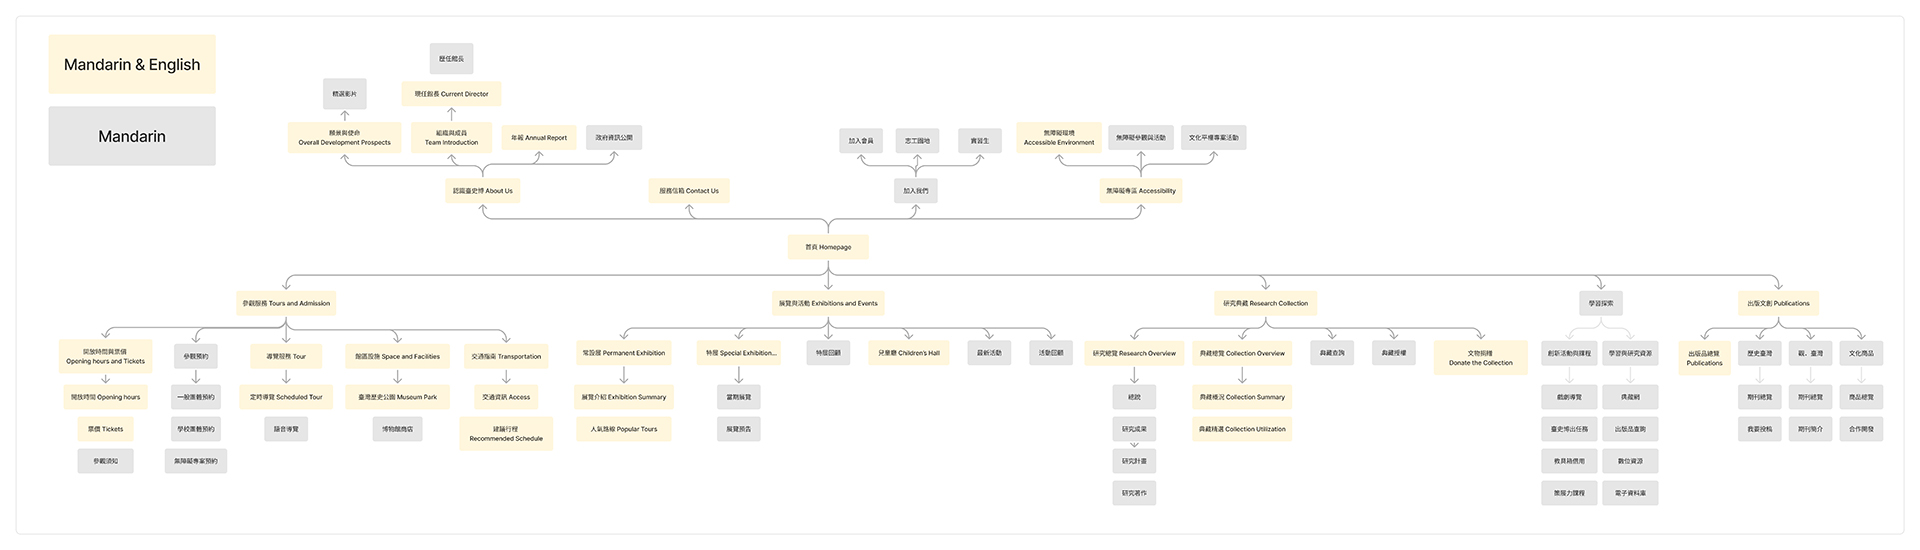 Mandarin & English
Mandarin
歷任館長
精選影片
現任館長 Current Director
願景與使命
Overall Development Prospects
組織與成員
Team Introduction
年報 Annual Report
政府資訊公開
加入會員
志工園地
實習生
無障礙環境
Accessible Environment
無障礙參觀與活動
文化平權專案活動
認識臺史博 About Us
服務信箱 Contact Us
加入我們
無障礙專區 Accessibility
首頁 Homepage
參觀服務 Tours and Admission
展覽與活動 Exhibitions and Events
研究典藏 Research Collection
學習探索
出版文創 Publications
開放時間與票價
Opening hours and Tickets
參觀預約
導覽服務 Tour
館區設施 Space and Facilities
交通指南 Transportation
常設展 Permanent Exhibition
特展 Special Exhibition...
特展回顧
兒童廳 Children's Hall
最新活動
活動回顧
研究總覽 Research Overview
典藏總覽 Collection Overview
典藏查詢
典藏授權
文物捐贈
Donate the Collection
創新活動與課程
學習與研究資源
出版品總覽
Publications
歷史臺灣
觀．臺灣
文化商品
開放時間 Opening hours
一般團體預約
定時導覽 Scheduled Tour
臺灣歷史公園 Museum Park
交通資訊 Access
展覽介紹 Exhibition Summary
當期展覽
總說
典藏概況 Collection Summary
戲劇導覽
典藏網
期刊總覽
期刊總覽
商品總覽
票價 Tickets
學校團體預約
語音導覽
博物館商店
建議行程
Recommended Schedule
人氣路線 Popular Tours
展覽預告
研究成果
典藏精選 Collection Utilization
臺史博出任務
出版品查詢
我要投稿
期刊簡介
合作開發
參觀須知
無障礙專案預約
研究計畫
教具箱借用
數位資源
研究著作
策展力課程
電子資料庫